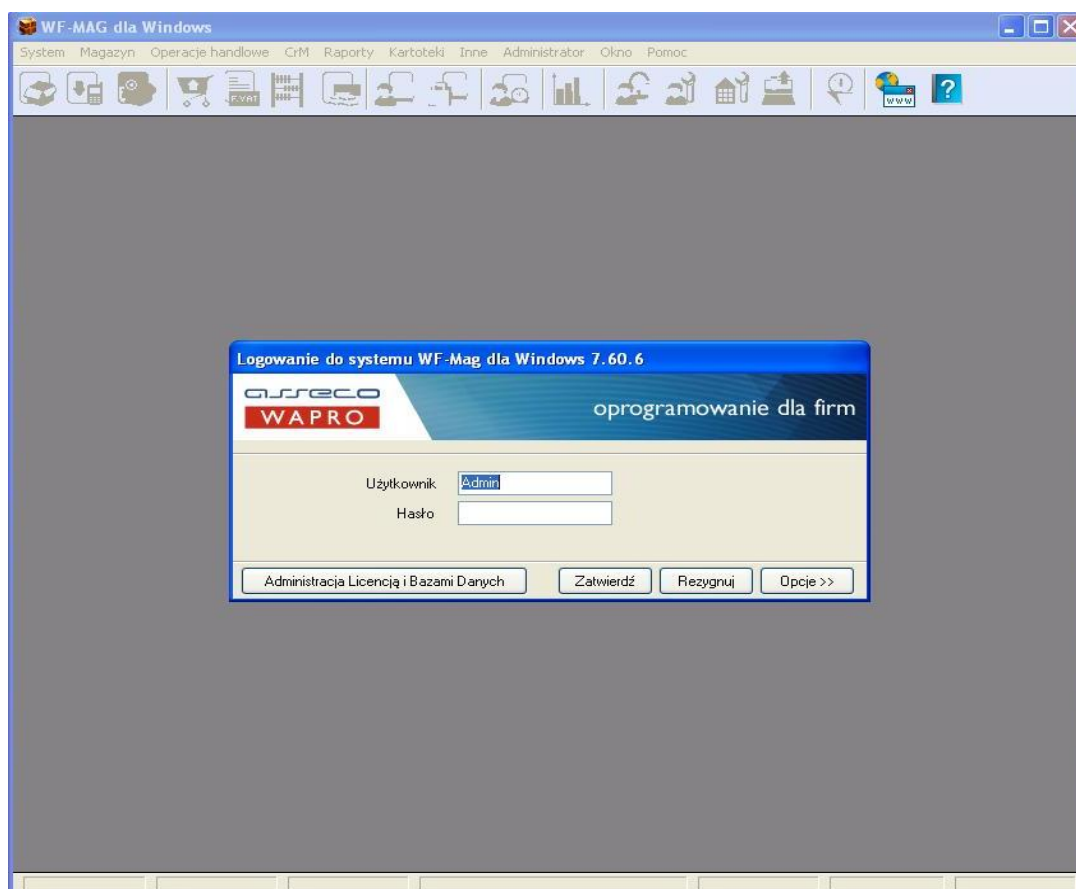 WF-MAG dla Windows
System Magazyn Operacje handlowe CrM Raporty Kartoteki Inne Administrator Okno Pomoc
F.VAT
www
?
Logowanie do systemu WF-Mag dla Windows 7.60.6
asseco
WAPRO
oprogramowanie dla firm
Użytkownik Admin
Hasło
Administracja Licencją i Bazami Danych Zatwierdź Rezygnuj Opcje >>